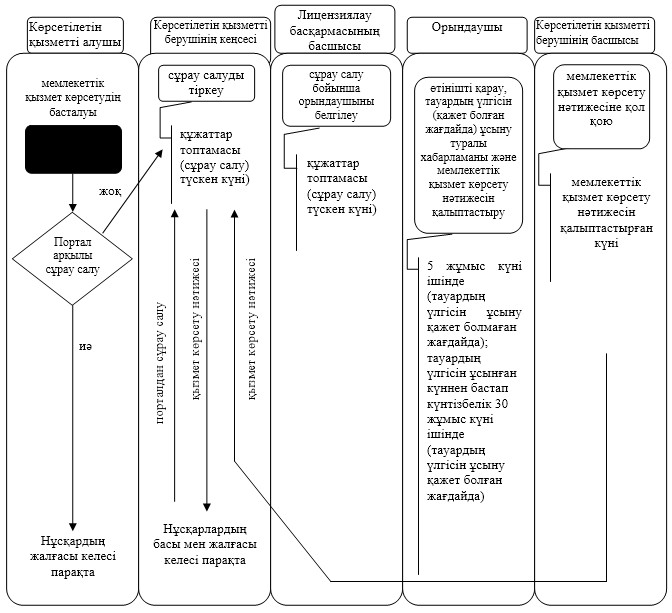 Көрсетілетін
қызметті алушы
Көрсетілетін қызметті
берушінің кеңсесі
Лицензиялау
басқармасының
басшысы
Орындаушы
Көрсетілетін қызметті
берушінің басшысы
мемлекеттік
қызмет көрсетудің
басталуы
жоқ
Портал
арқылы
сұрау салу
иә
Нұсқардың
жалғасы келесі
парақта
сұрау салуды
тіркеу
құжаттар
топтамасы
(сұрау салу)
түскен күні)
порталдан сұрау салу
қызмет көрсету нәтижесі
қызмет көрсету нәтижесі
Нұсқарлардың
басы мен жалғасы
келесі парақта
сұрау салу
бойынша
орындаушыны
белгілеу
құжаттар
топтамасы
(сұрау салу)
түскен күні)
өтінішті қарау,
тауардың үлгісін
(қажет болған
жағдайда) ұсыну
туралы
хабарламаны және
мемлекеттік
қызмет көрсету
нәтижесін
қалыптастыру
5 жұмыс күні
ішінде
(тауардың
үлгісін ұсыну
қажет болмаған
жағдайда);
тауардың
үлгісін ұсынған
күннен бастап
күнтізбелік 30
жұмыс күні
ішінде
(тауардың
үлгісін ұсыну
қажет болған
жағдайда)
мемлекеттік
қызмет көрсету
нәтижесіне қол
қою
мемлекеттік
қызмет көрсету
нәтижесін
қалыптастырған
күні